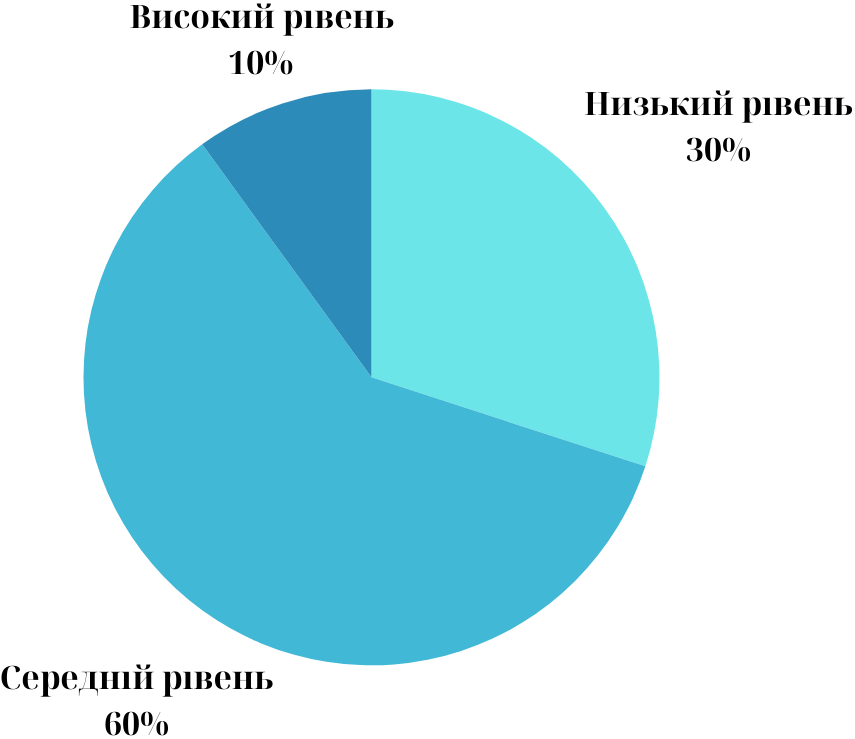 Високий рівень
10%
Низький рівень
30%
Середній рівень
60%